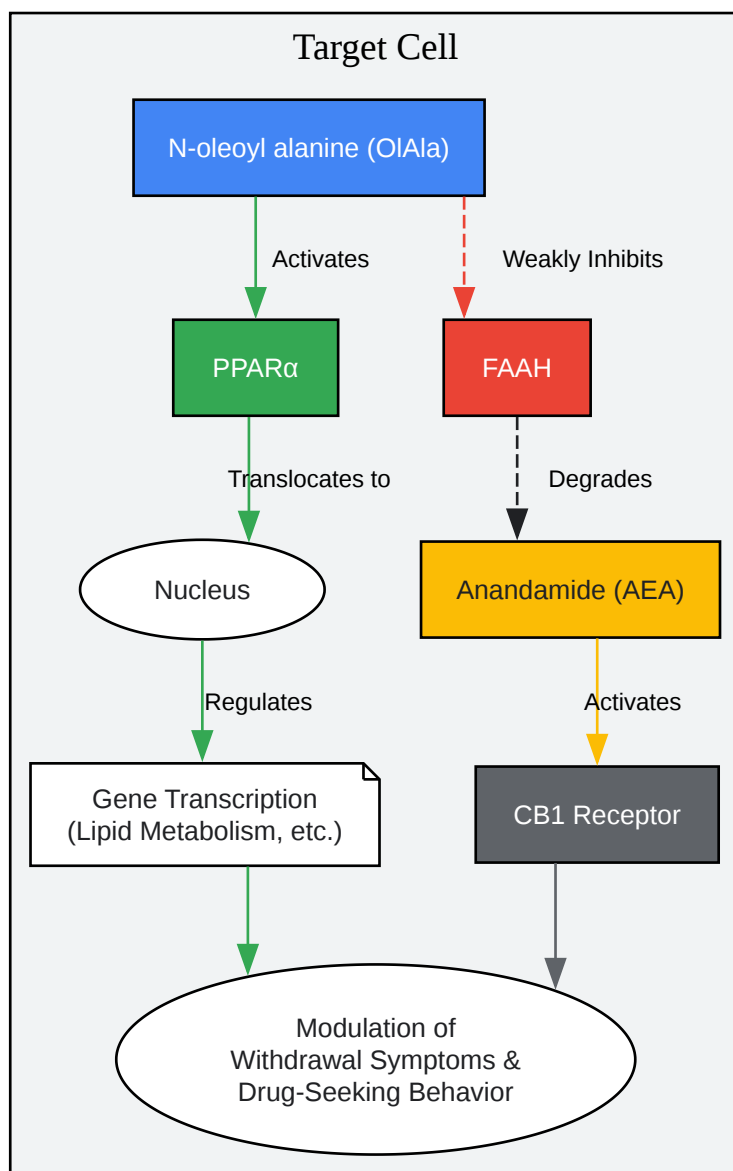 Target Cell
N-oleoyl alanine (OlAla)
Activates
Weakly Inhibits
PPARα
FAAH
Translocates to
Degrades
Nucleus
Anandamide (AEA)
Regulates
Activates
Gene Transcription
(Lipid Metabolism, etc.)
CB1 Receptor
Modulation of
Withdrawal Symptoms &
Drug-Seeking Behavior